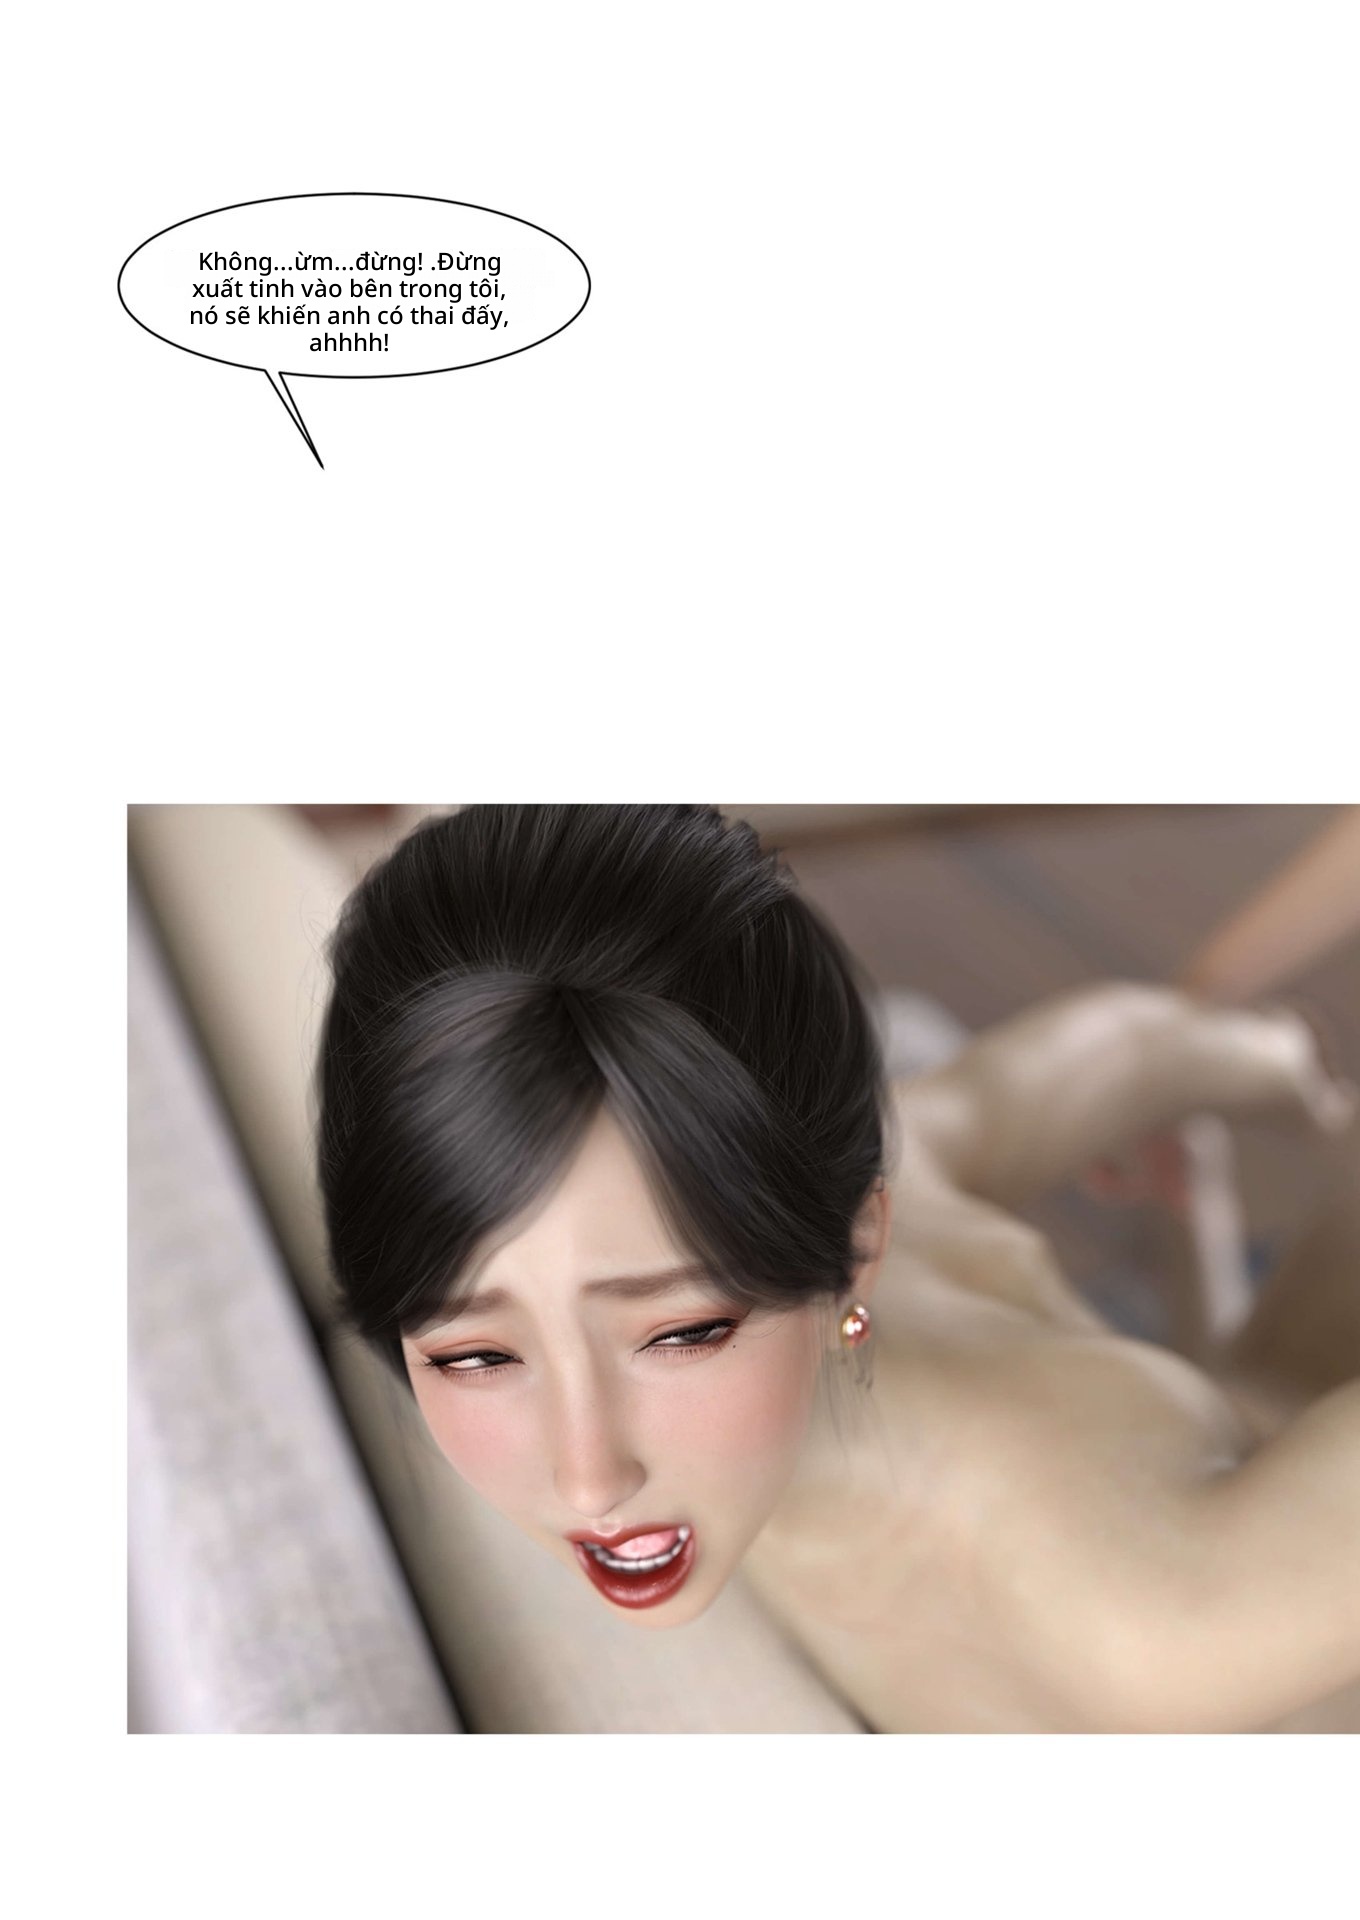 Không...ừm...đừng! .Đừng
xuất tinh vào bên trong tôi,
nó sẽ khiến anh có thai đấy,
ahhhh!